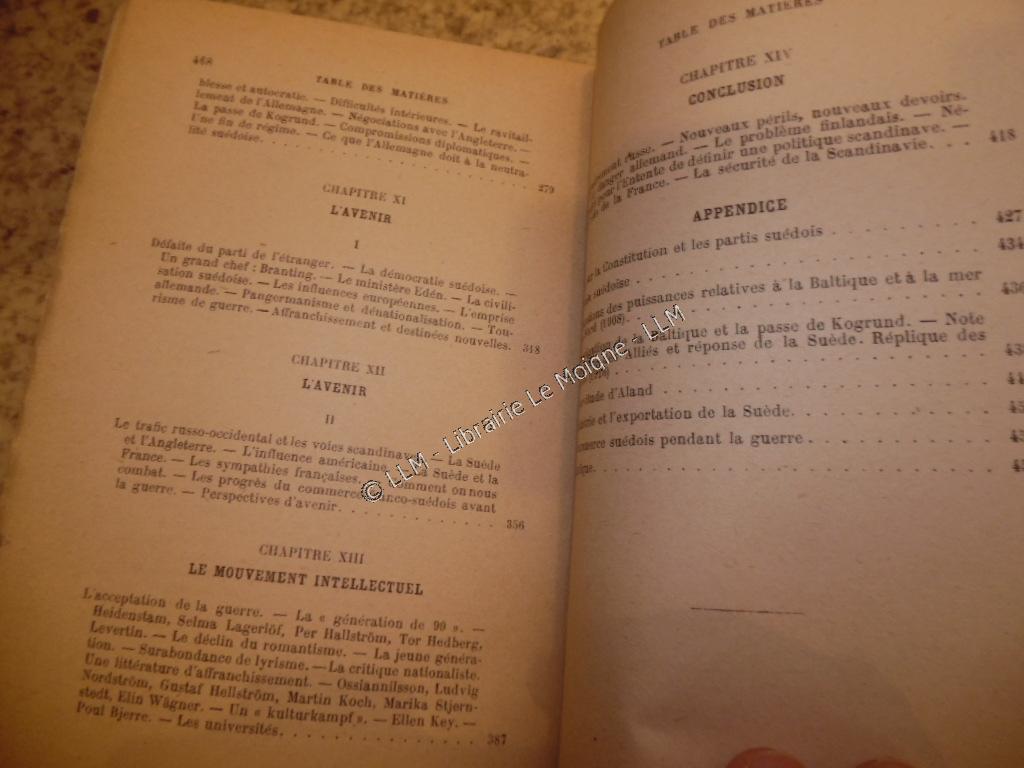 468
TABLE DES MATIÈRES
blesse et autocratie. — Difficultés intérieures. — Le ravitail-
lement de l'Allemagne. — Négociations avec l'Angleterre. —
La passe de Kogrund. — Compromissions diplomatiques. —
Une fin de régime. — Ce que l'Allemagne doit à la neutra-
lité suédoise. 279
CHAPITRE XI
L'AVENIR
I
Défaite du parti de l'étranger. — La démocratie suédoise. —
Un grand chef : Branting. — Le ministère Edén. — La civili-
sation suédoise. — Les influences européennes. — L'emprise
allemande. — Pangermanisme et dénationalisation. — Tou-
risme de guerre. — Affranchissement et destinées nouvelles. 318
CHAPITRE XII
L'AVENIR
II
Le trafic russo-occidental et les voies scandinaves. — La Suède
et l'Angleterre. — L'influence américaine. — La Suède et la
France. — Les sympathies françaises. — Comment on nous
combat. — Les progrès du commerce franco-suédois avant
la guerre. — Perspectives d'avenir. 356
CHAPITRE XIII
LE MOUVEMENT INTELLECTUEL
L'acceptation de la guerre. — La « génération de 90 ». —
Heidenstam, Selma Lagerlöf, Per Hallström, Tor Hedberg,
Levertin. — Le déclin du romantisme. — La jeune généra-
tion. — Surabondance de lyrisme. — La critique nationaliste.
Une littérature d'affranchissement. — Ossiannilsson, Ludvig
Nordström, Gustaf Hellström, Martin Koch, Marika Stjern-
stedt, Elin Wägner. — Un « kulturkampf ». — Ellen Key. —
Poul Bjerre. — Les universités. 387
TABLE DES MATIÈRES
CHAPITRE XIV
CONCLUSION
russe. — Nouveaux périls, nouveaux devoirs.
danger allemand. — Le problème finlandais. — Né-
pour l'Entente de définir une politique scandinave. —
de la France. — La sécurité de la Scandinavie. 418
APPENDICE
la Constitution et les partis suédois 427
suédoise 434
des puissances relatives à la Baltique et à la mer
(1908). 436
de la Baltique et la passe de Kogrund. — Note
Alliés et réponse de la Suède. Réplique des
d'Aland
et l'exportation de la Suède.
suédois pendant la guerre
© LLM - Librairie Le Moigne - LLM